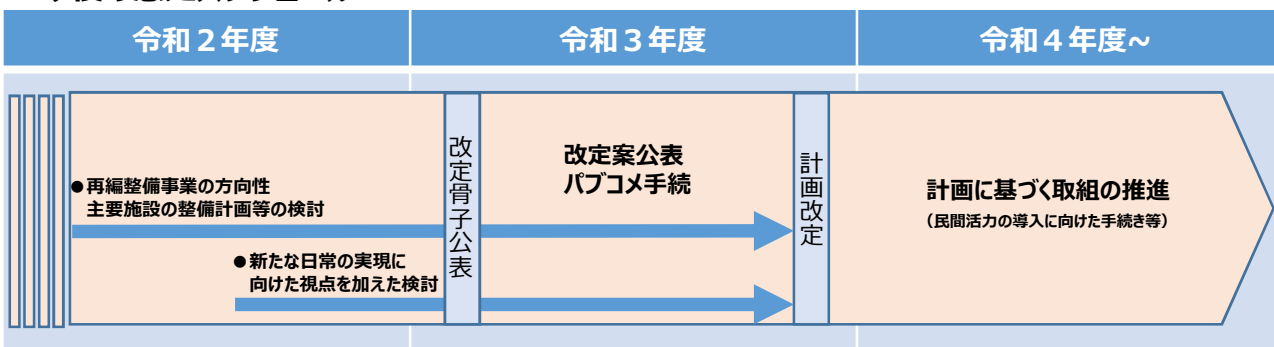 令和２年度
令和３年度
令和４年度~
●再編整備事業の方向性
主要施設の整備計画等の検討
●新たな日常の実現に
向けた視点を加えた検討
改定骨子公表
改定案公表
パブコメ手続
計画改定
計画に基づく取組の推進
（民間活力の導入に向けた手続き等）